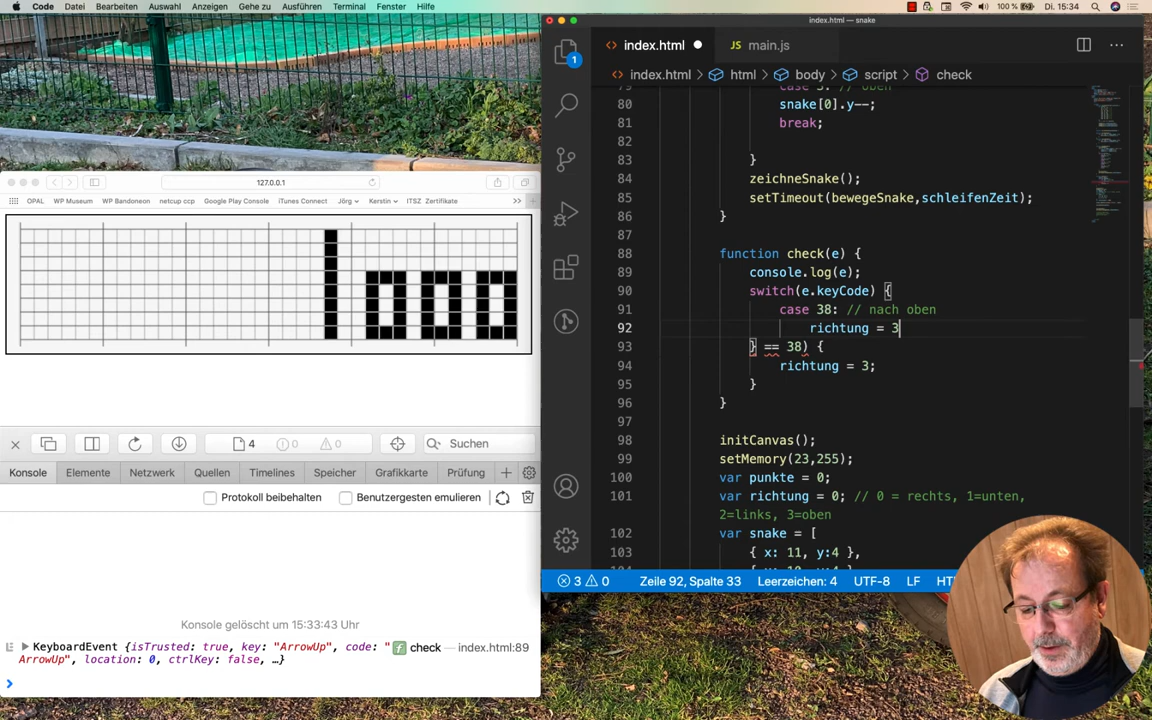 Code Datei Bearbeiten Auswahl Anzeigen Gehe zu Ausführen Terminal Fenster Hilfe 100 % Di. 15:34
index.html — snake
index.html main.js
index.html > html > body > script > check
1
79 case 3: // oben
80 snake[0].y--;
81 break;
82
83 }
84 zeichneSnake();
85 setTimeout(bewegeSnake,schleifenZeit);
86 }
87
88 function check(e) {
89 console.log(e);
90 switch(e.keyCode) {
91 case 38: // nach oben
92 richtung = 3
93 } == 38) {
94 richtung = 3;
95 }
96 }
97
98 initCanvas();
99 setMemory(23,255);
100 var punkte = 0;
101 var richtung = 0; // 0 = rechts, 1=unten,
2=links, 3=oben
102 var snake = [
103 { x: 11, y:4 },
3 0 Zeile 92, Spalte 33 Leerzeichen: 4 UTF-8 LF
127.0.0.1
OPAL WP Museum WP Bandoneon netcup ccp Google Play Console iTunes Connect Jörg Kerstin ITSZ Zertifikate >>
4 0 0 Suchen
Konsole Elemente Netzwerk Quellen Timelines Speicher Grafikkarte Prüfung
Protokoll beibehalten Benutzergesten emulieren
Konsole gelöscht um 15:33:43 Uhr
KeyboardEvent {isTrusted: true, key: "ArrowUp", code: " f check — index.html:89
ArrowUp", location: 0, ctrlKey: false, …}